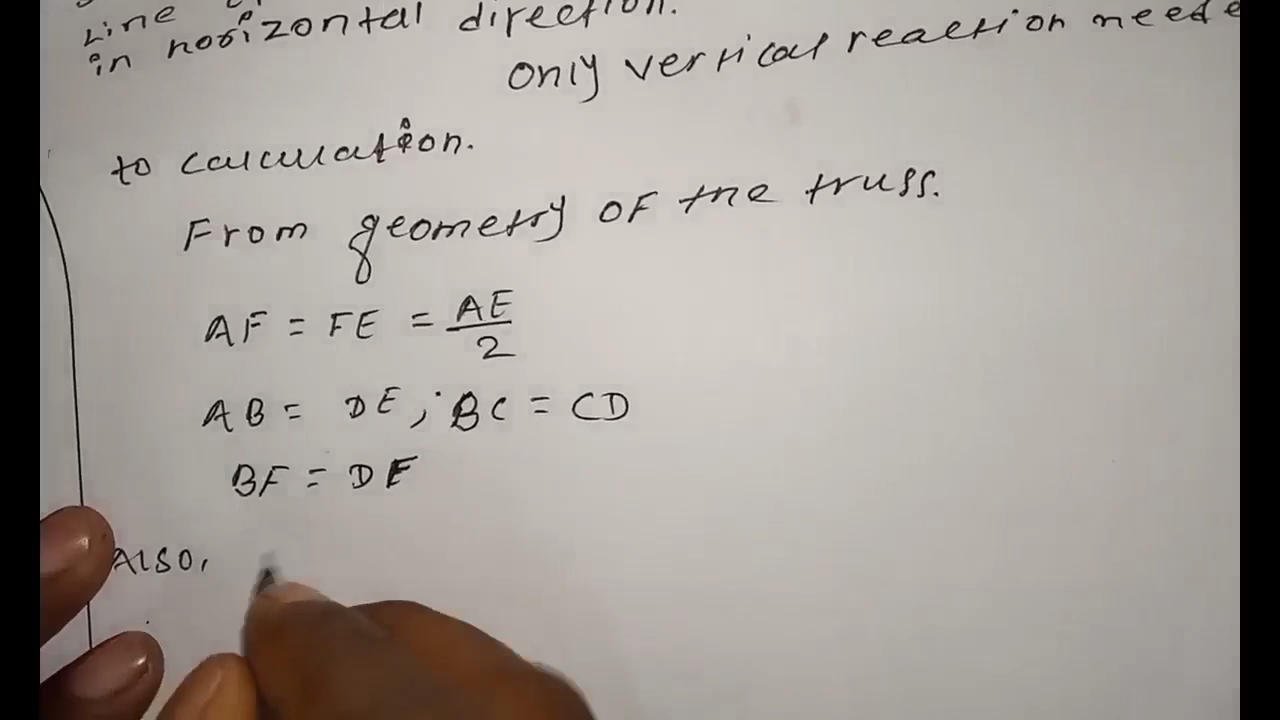 Line
in horizontal direction.
only vertical reaction neede
to calculation.
From geometry of the truss.
AF = FE = AE/2
AB = DE, BC = CD
BF = DF
Also,